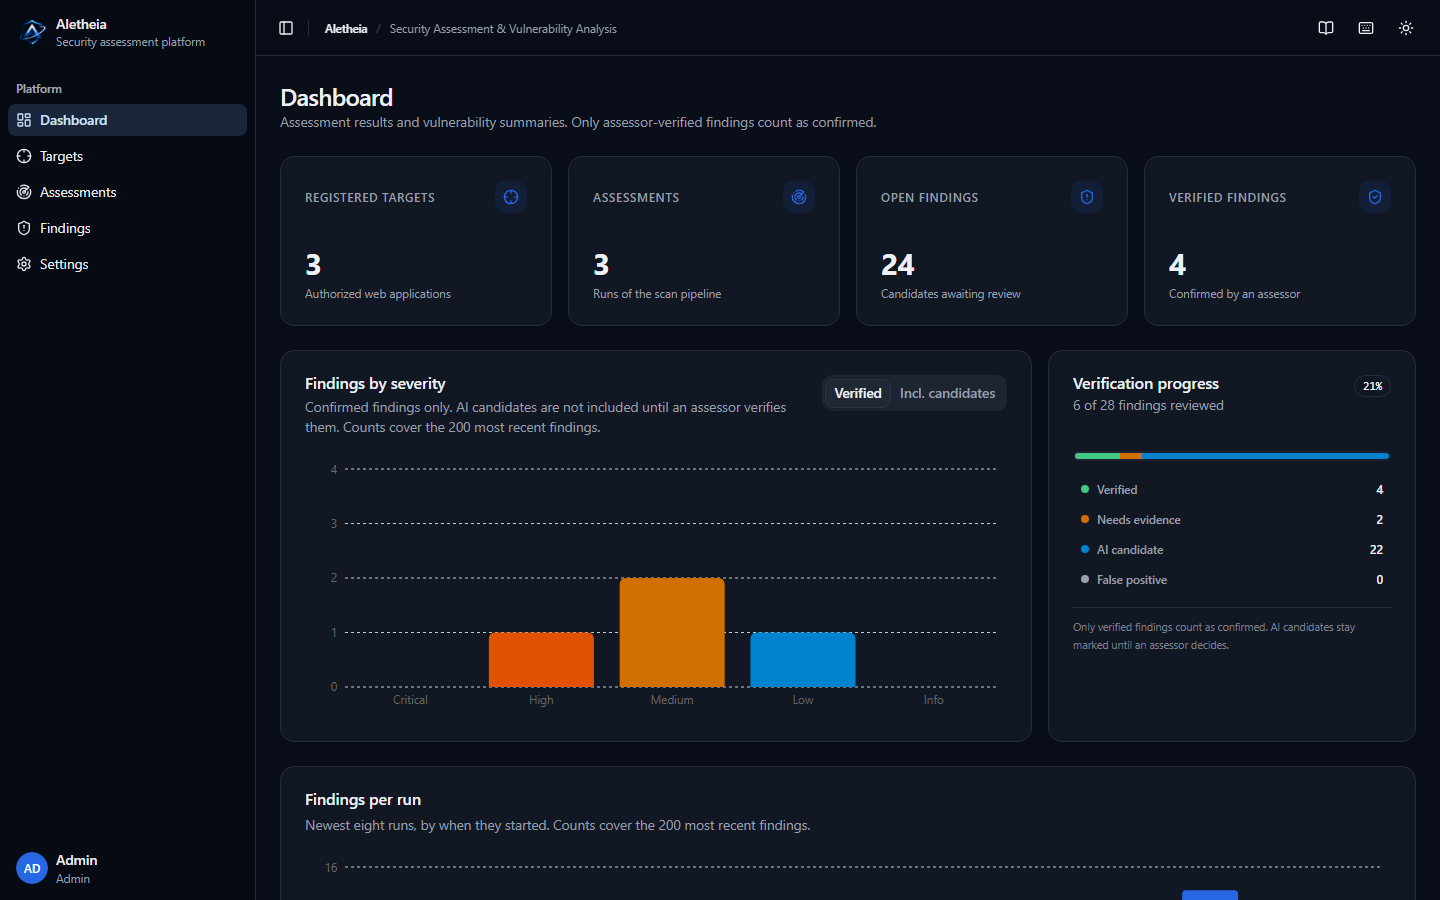 Aletheia
Security assessment platform
Platform
Dashboard
Targets
Assessments
Findings
Settings
AD
Admin
Admin
Aletheia / Security Assessment & Vulnerability Analysis
Dashboard
Assessment results and vulnerability summaries. Only assessor-verified findings count as confirmed.
REGISTERED TARGETS
3
Authorized web applications
ASSESSMENTS
3
Runs of the scan pipeline
OPEN FINDINGS
24
Candidates awaiting review
VERIFIED FINDINGS
4
Confirmed by an assessor
Findings by severity
Confirmed findings only. AI candidates are not included until an assessor verifies
them. Counts cover the 200 most recent findings.
Verified Incl. candidates
4
3
2
1
0
Critical High Medium Low Info
Verification progress
21%
6 of 28 findings reviewed
Verified 4
Needs evidence 2
AI candidate 22
False positive 0
Only verified findings count as confirmed. AI candidates stay
marked until an assessor decides.
Findings per run
Newest eight runs, by when they started. Counts cover the 200 most recent findings.
16